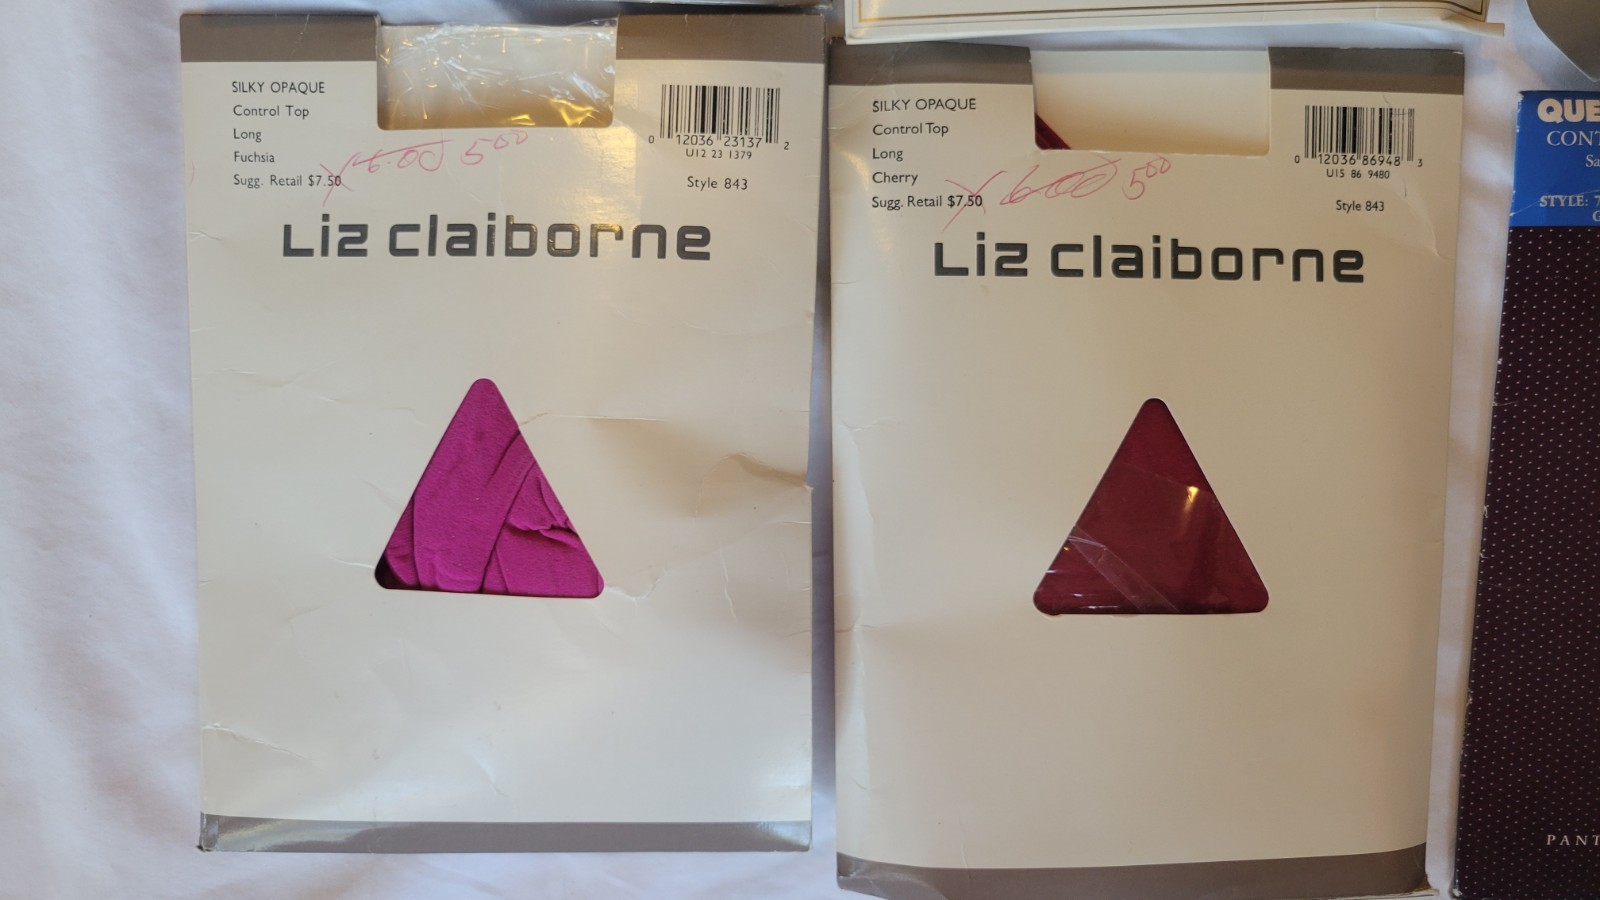 SILKY OPAQUE
Control Top
Long
Fuchsia
Sugg. Retail $7.50
6.00 5 00
0 12036 23137 2
U12 23 1379
Style 843
Liz claiborne
SILKY OPAQUE
Control Top
Long
Cherry
Sugg. Retail $7.50
6.00 5 00
0 12036 86948 3
U15 86 9480
Style 843
Liz claiborne
QUE
CONT
Sa
STYLE: 7
PANT